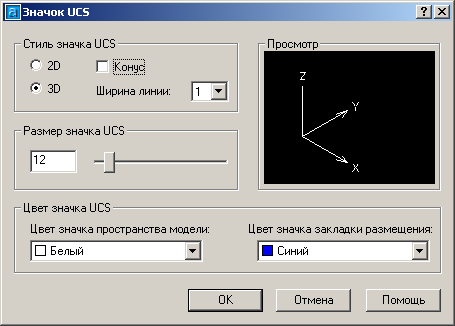 Значок UCS
Стиль значка UCS
2D
Конус
3D
Ширина линии:
1
Размер значка UCS
12
Просмотр
Z
Y
X
Цвет значка UCS
Цвет значка пространства модели:
Цвет значка закладки размещения:
Белый
Синий
OK
Отмена
Помощь